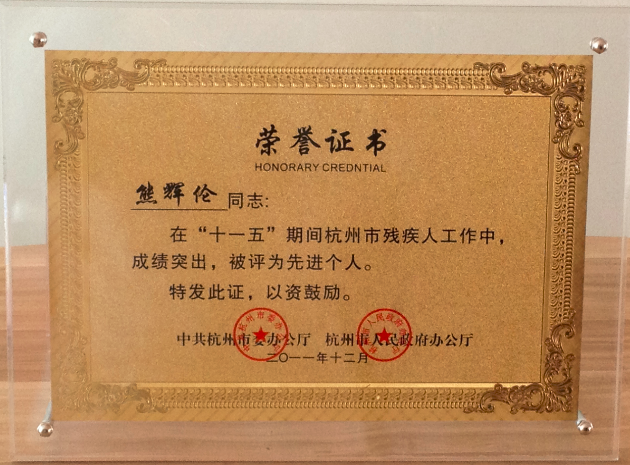 荣誉证书
HONORARY CREDNTIAL
熊辉伦 同志:
在“十一五”期间杭州市残疾人工作中，
成绩突出，被评为先进个人。
特发此证，以资鼓励。
中共杭州市委办公厅 杭州市人民政府办公厅
二〇一一年十二月